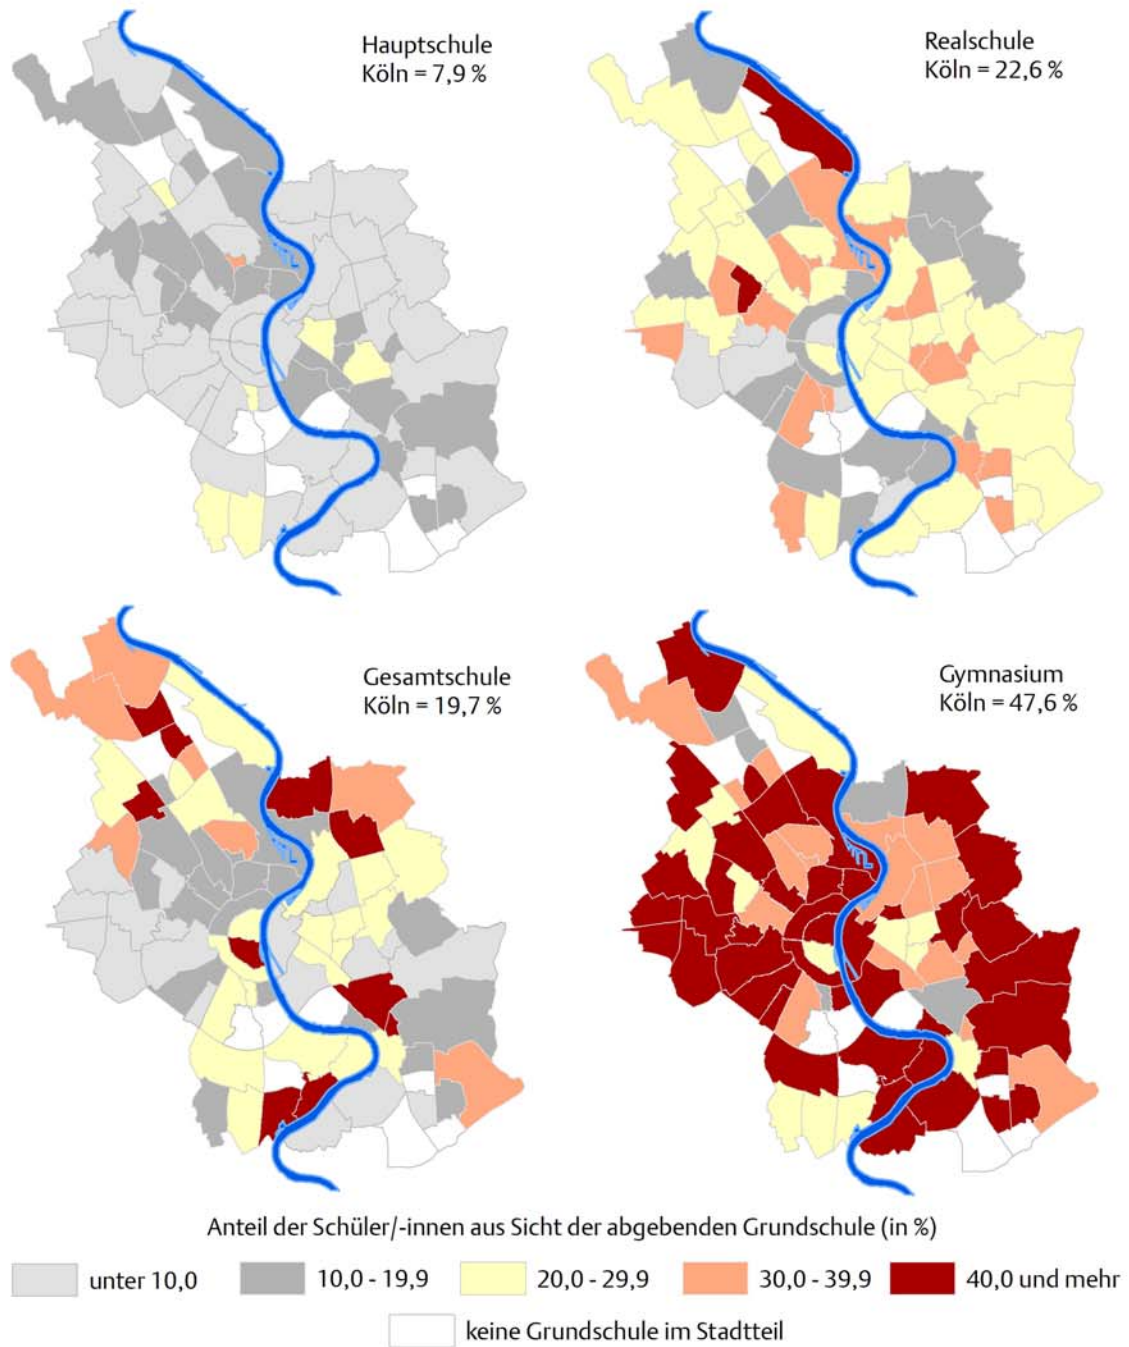 Hauptschule
Köln = 7,9 %
Realschule
Köln = 22,6 %
Gesamtschule
Köln = 19,7 %
Gymnasium
Köln = 47,6 %
Anteil der Schüler/-innen aus Sicht der abgebenden Grundschule (in %)
unter 10,0 10,0 - 19,9 20,0 - 29,9 30,0 - 39,9 40,0 und mehr
keine Grundschule im Stadtteil